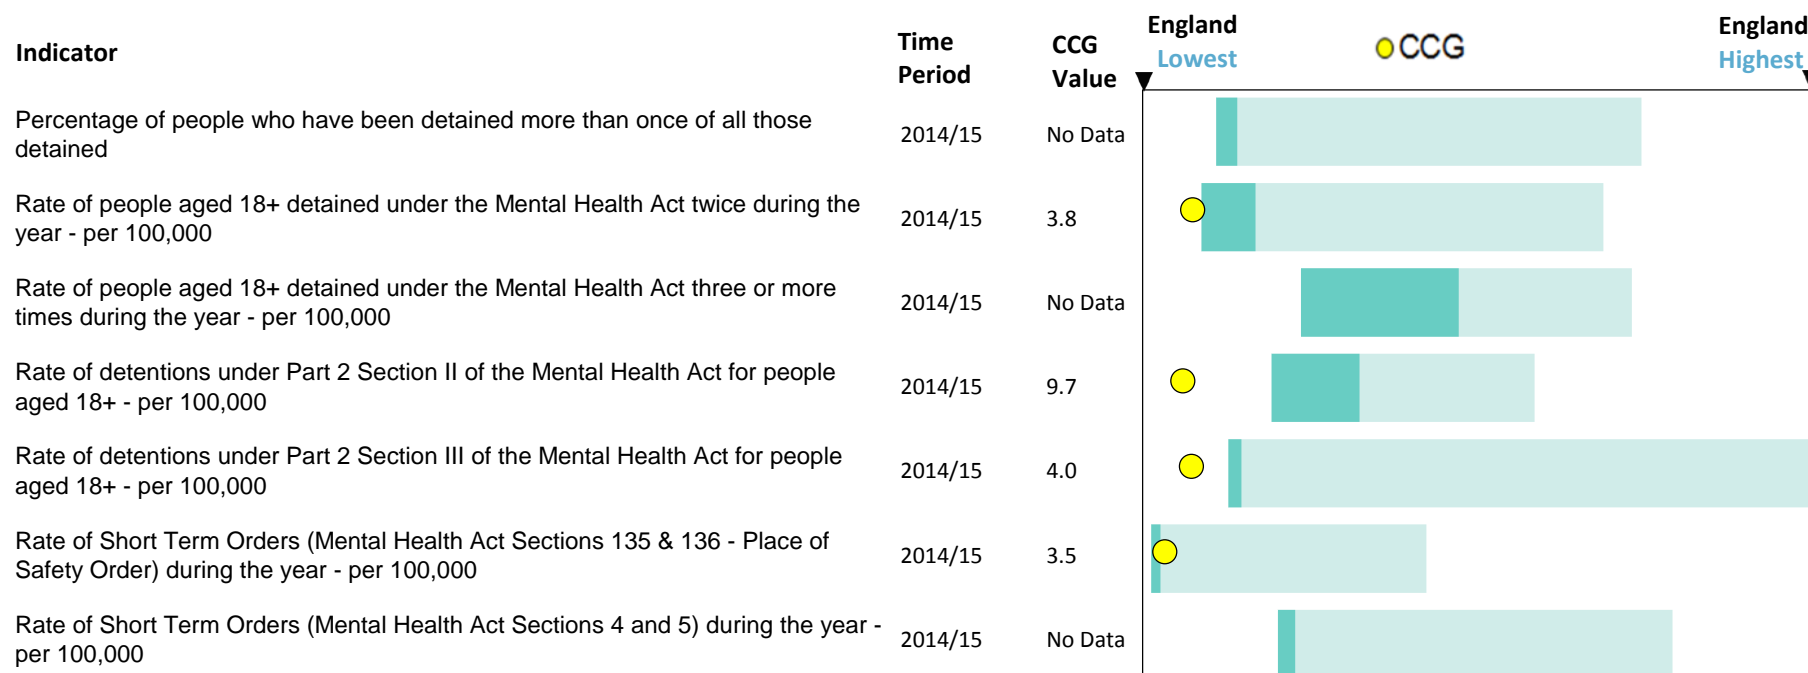 Indicator
Time
Period
CCG
Value
England
Lowest
CCG
England
Highest
Percentage of people who have been detained more than once of all those
detained
2014/15
No Data
Rate of people aged 18+ detained under the Mental Health Act twice during the
year - per 100,000
2014/15
3.8
Rate of people aged 18+ detained under the Mental Health Act three or more
times during the year - per 100,000
2014/15
No Data
Rate of detentions under Part 2 Section II of the Mental Health Act for people
aged 18+ - per 100,000
2014/15
9.7
Rate of detentions under Part 2 Section III of the Mental Health Act for people
aged 18+ - per 100,000
2014/15
4.0
Rate of Short Term Orders (Mental Health Act Sections 135 & 136 - Place of
Safety Order) during the year - per 100,000
2014/15
3.5
Rate of Short Term Orders (Mental Health Act Sections 4 and 5) during the year -
per 100,000
2014/15
No Data